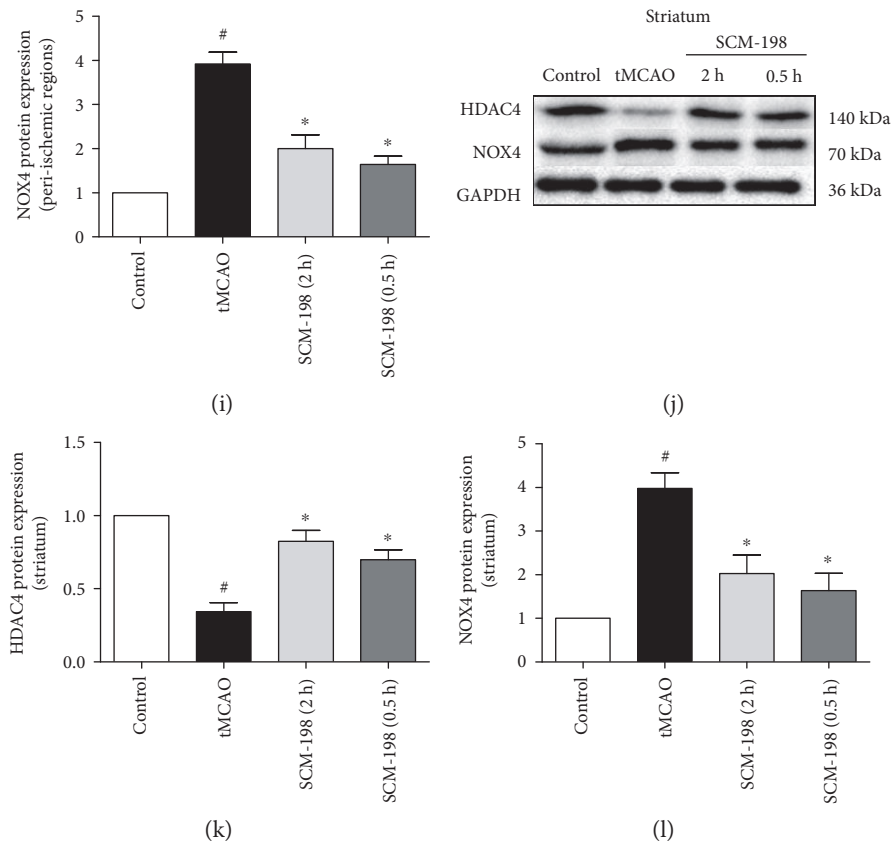 NOX4 protein expression
(peri-ischemic regions)
5
4
3
2
1
0
#
*
*
Control
tMCAO
SCM-198 (2 h)
SCM-198 (0.5 h)
(i)
Striatum
SCM-198
Control tMCAO 2 h 0.5 h
HDAC4 140 kDa
NOX4 70 kDa
GAPDH 36 kDa
(j)
HDAC4 protein expression
(striatum)
1.5
1.0
0.5
0.0
#
*
*
Control
tMCAO
SCM-198 (2 h)
SCM-198 (0.5 h)
(k)
NOX4 protein expression
(striatum)
5
4
3
2
1
0
#
*
*
Control
tMCAO
SCM-198 (2 h)
SCM-198 (0.5 h)
(l)